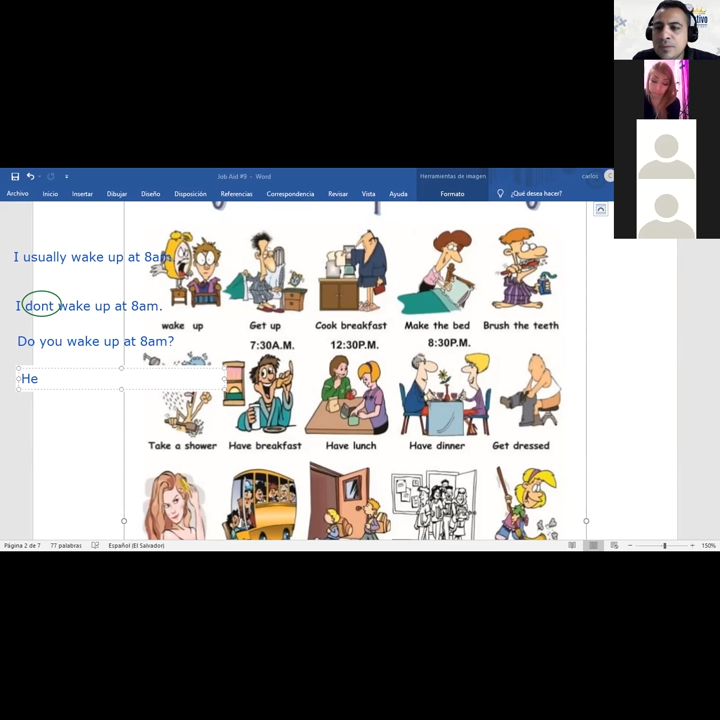 tivo
Job Aid #9 - Word
Herramientas de imagen
carlos
Archivo Inicio Insertar Dibujar Diseño Disposición Referencias Correspondencia Revisar Vista Ayuda Formato ¿Qué desea hacer?
I usually wake up at 8am.
I dont wake up at 8am.
Do you wake up at 8am?
He
wake up Get up Cook breakfast Make the bed Brush the teeth
7:30A.M. 12:30P.M. 8:30P.M.
Take a shower Have breakfast Have lunch Have dinner Get dressed
Página 2 de 7 77 palabras Español (El Salvador) 150%